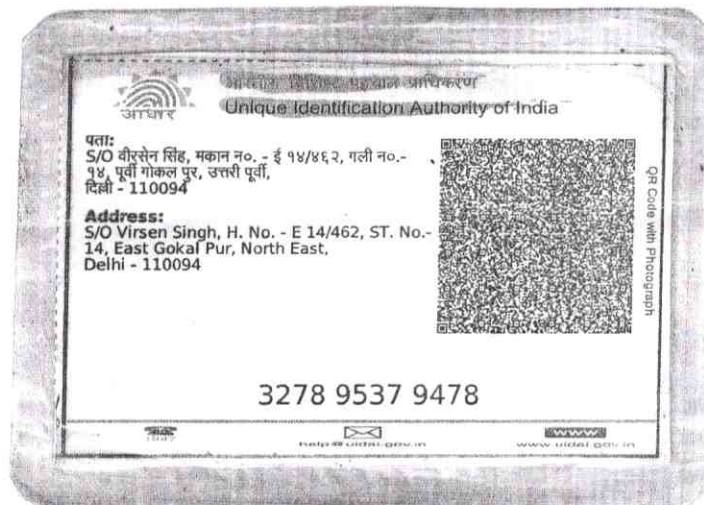 आधार
भारतीय विशिष्ट पहचान प्राधिकरण
Unique Identification Authority of India
पता:
S/O वीरसेन सिंह, मकान न०. - ई १४/४६२, गली न०.-
१४, पूर्वी गोकल पुर, उत्तरी पूर्वी,
दिल्ली - 110094
Address:
S/O Virsen Singh, H. No. - E 14/462, ST. No.-
14, East Gokal Pur, North East,
Delhi - 110094
QR Code with Photograph
3278 9537 9478
1947
help@uidai.gov.in
www
www.uidai.gov.in